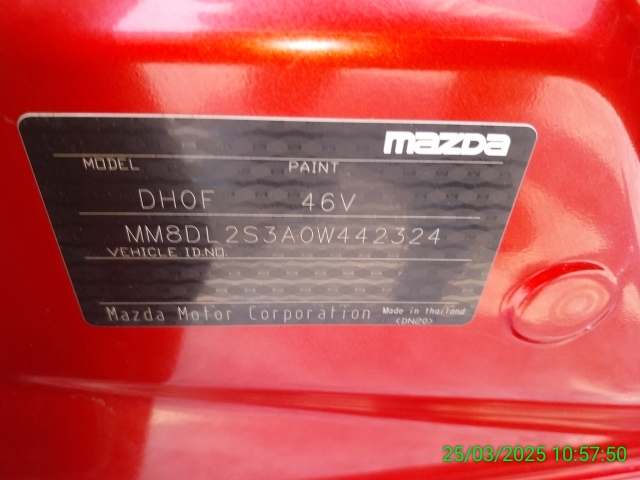 mazda
MODEL PAINT
DH0F 46V
MM8DL2S3A0W442324
VEHICLE ID.NO.
Mazda Motor Corporation Made in thailand
<DN20>
25/03/2025 10:57:50